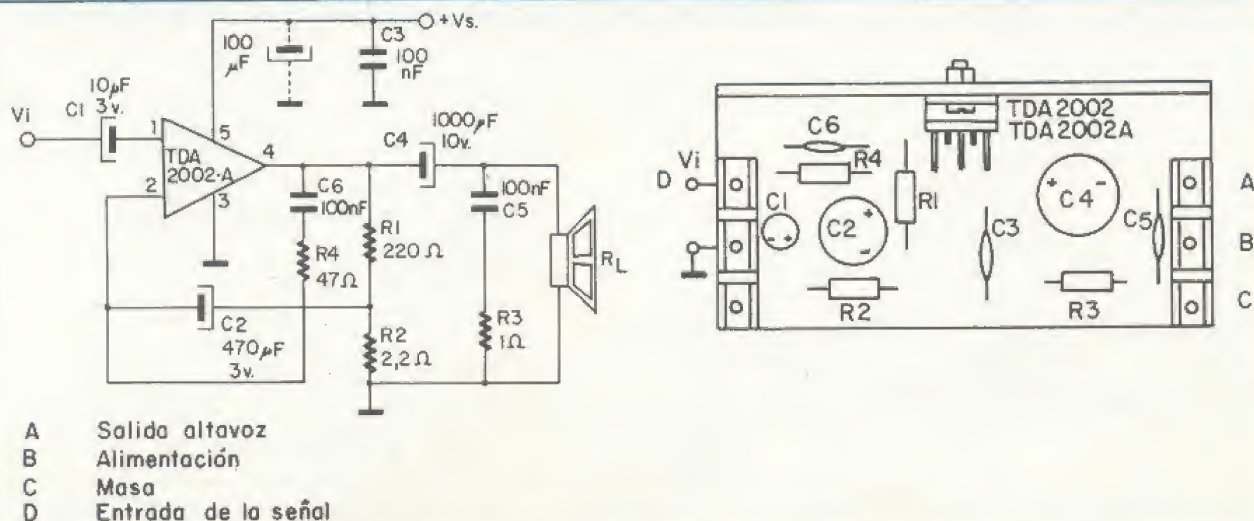 +Vs.
100
µF
C3
100
nF
10µF
3v.
C1
Vi
1
5
4
TDA
2002·A
2
3
1000µF
10v.
C4
C6
100nF
100nF
C5
R1
220 Ω
R4
47Ω
RL
C2
470µF
3v.
R2
2,2Ω
R3
1Ω
TDA2002
TDA2002A
C6
R4
Vi
D
C1
C2
+
-
- +
R1
C3
+ C4 -
C5
R2
R3
A
B
C
A Salida altavoz
B Alimentación
C Masa
D Entrada de la señal